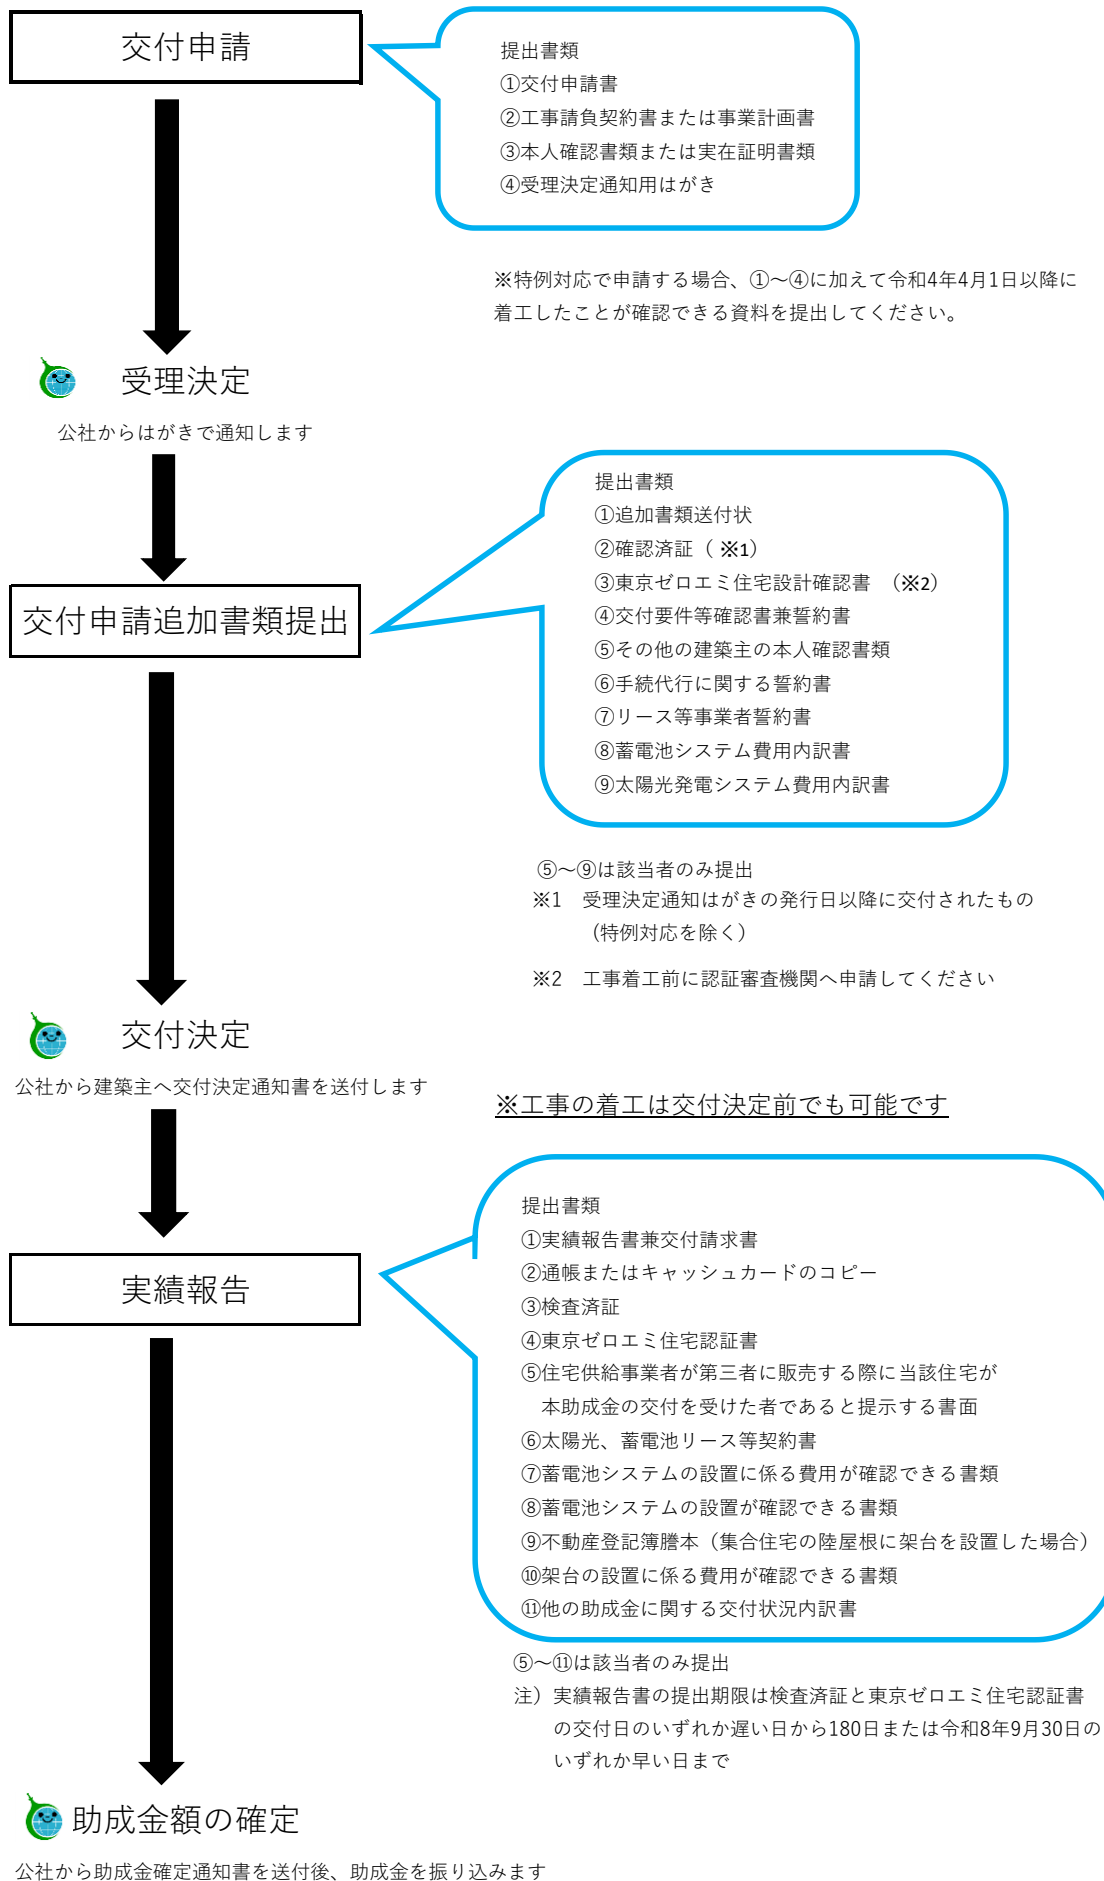 交付申請
提出書類
①交付申請書
②工事請負契約書または事業計画書
③本人確認書類または実在証明書類
④受理決定通知用はがき
※特例対応で申請する場合、①～④に加えて令和4年4月1日以降に
着工したことが確認できる資料を提出してください。
受理決定
公社からはがきで通知します
提出書類
①追加書類送付状
②確認済証（ ※1）
③東京ゼロエミ住宅設計確認書　（※2）
④交付要件等確認書兼誓約書
⑤その他の建築主の本人確認書類
⑥手続代行に関する誓約書
⑦リース等事業者誓約書
⑧蓄電池システム費用内訳書
⑨太陽光発電システム費用内訳書
交付申請追加書類提出
⑤～⑨は該当者のみ提出
※1　受理決定通知はがきの発行日以降に交付されたもの
（特例対応を除く）
※2　工事着工前に認証審査機関へ申請してください
交付決定
公社から建築主へ交付決定通知書を送付します
※工事の着工は交付決定前でも可能です
実績報告
提出書類
①実績報告書兼交付請求書
②通帳またはキャッシュカードのコピー
③検査済証
④東京ゼロエミ住宅認証書
⑤住宅供給事業者が第三者に販売する際に当該住宅が
本助成金の交付を受けた者であると提示する書面
⑥太陽光、蓄電池リース等契約書
⑦蓄電池システムの設置に係る費用が確認できる書類
⑧蓄電池システムの設置が確認できる書類
⑨不動産登記簿謄本（集合住宅の陸屋根に架台を設置した場合）
⑩架台の設置に係る費用が確認できる書類
⑪他の助成金に関する交付状況内訳書
⑤～⑪は該当者のみ提出
注）実績報告書の提出期限は検査済証と東京ゼロエミ住宅認証書
の交付日のいずれか遅い日から180日または令和8年9月30日の
いずれか早い日まで
助成金額の確定
公社から助成金確定通知書を送付後、助成金を振り込みます